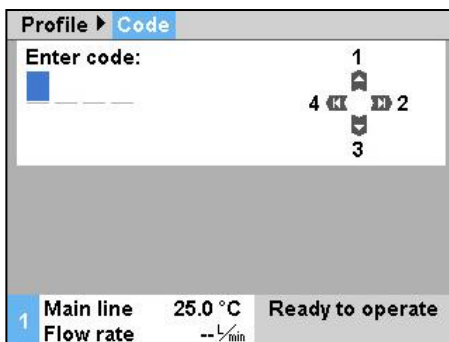 Profile ▶ Code
Enter code:
1
4 2
3
1
Main line 25.0 °C Ready to operate
Flow rate -- L/min